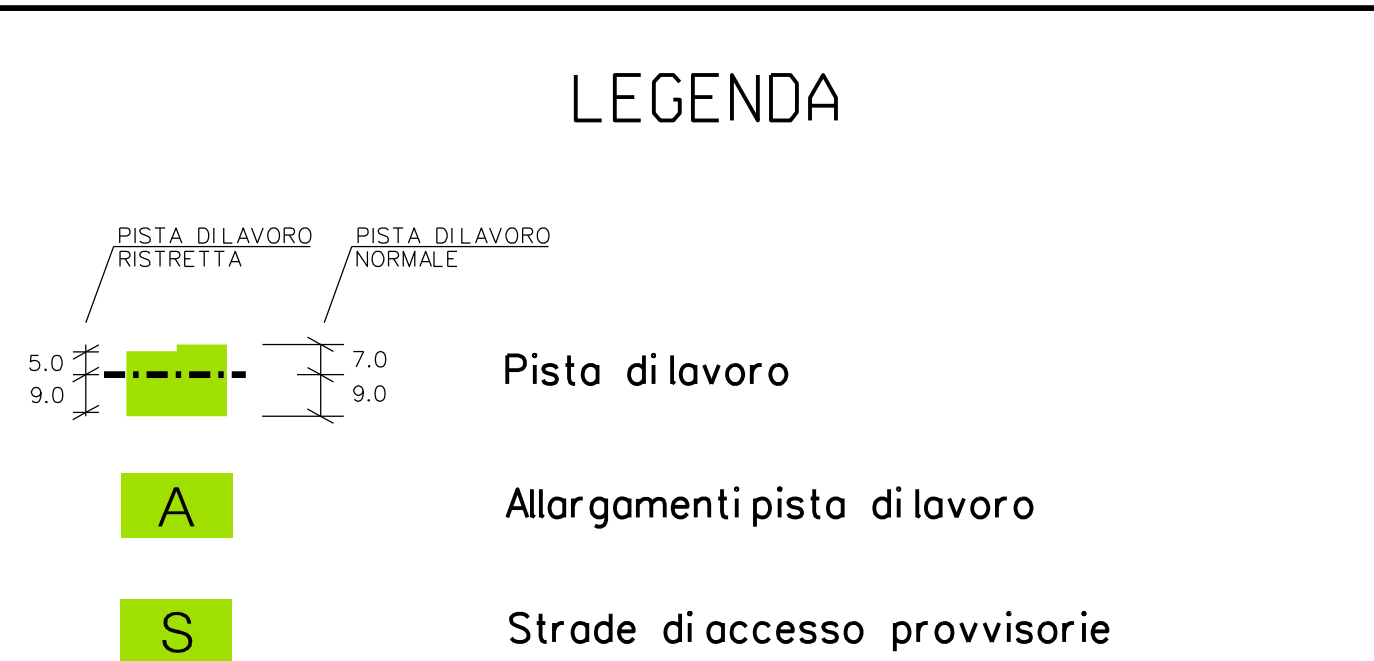 LEGENDA
PISTA DI LAVORO
RISTRETTA
PISTA DI LAVORO
NORMALE
5.0
9.0
7.0
9.0
Pista di lavoro
A
Allargamenti pista di lavoro
S
Strade di accesso provvisorie